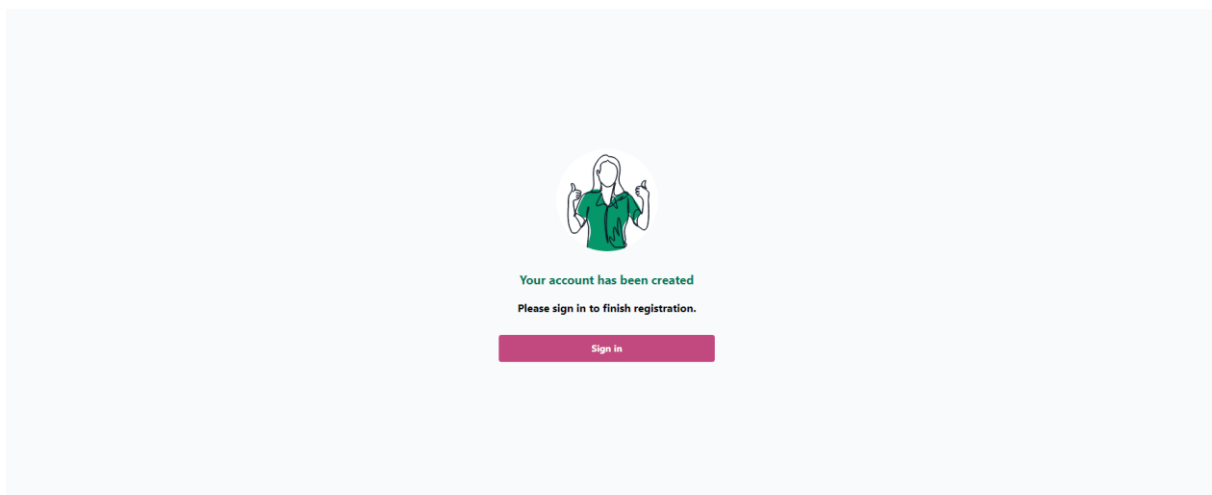 Your account has been created
Please sign in to finish registration.
Sign in